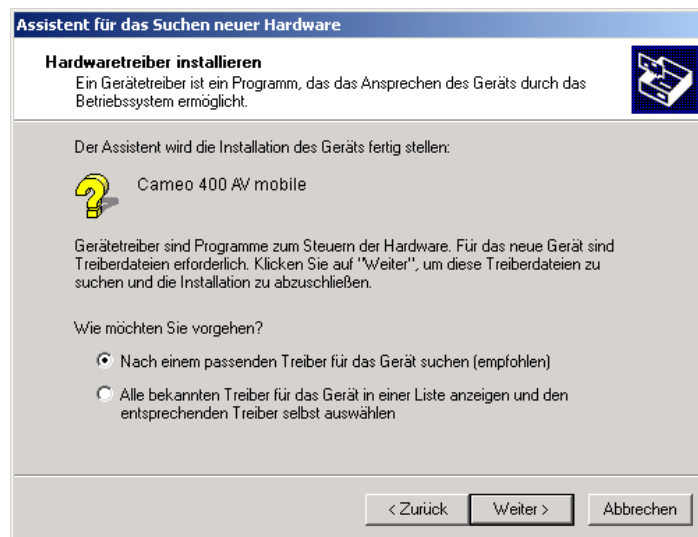 Assistent für das Suchen neuer Hardware
Hardwaretreiber installieren
Ein Gerätetreiber ist ein Programm, das das Ansprechen des Geräts durch das
Betriebssystem ermöglicht.
Der Assistent wird die Installation des Geräts fertig stellen:
Cameo 400 AV mobile
Gerätetreiber sind Programme zum Steuern der Hardware. Für das neue Gerät sind
Treiberdateien erforderlich. Klicken Sie auf "Weiter", um diese Treiberdateien zu
suchen und die Installation zu abzuschließen.
Wie möchten Sie vorgehen?
Nach einem passenden Treiber für das Gerät suchen (empfohlen)
Alle bekannten Treiber für das Gerät in einer Liste anzeigen und den
entsprechenden Treiber selbst auswählen
< Zurück Weiter > Abbrechen